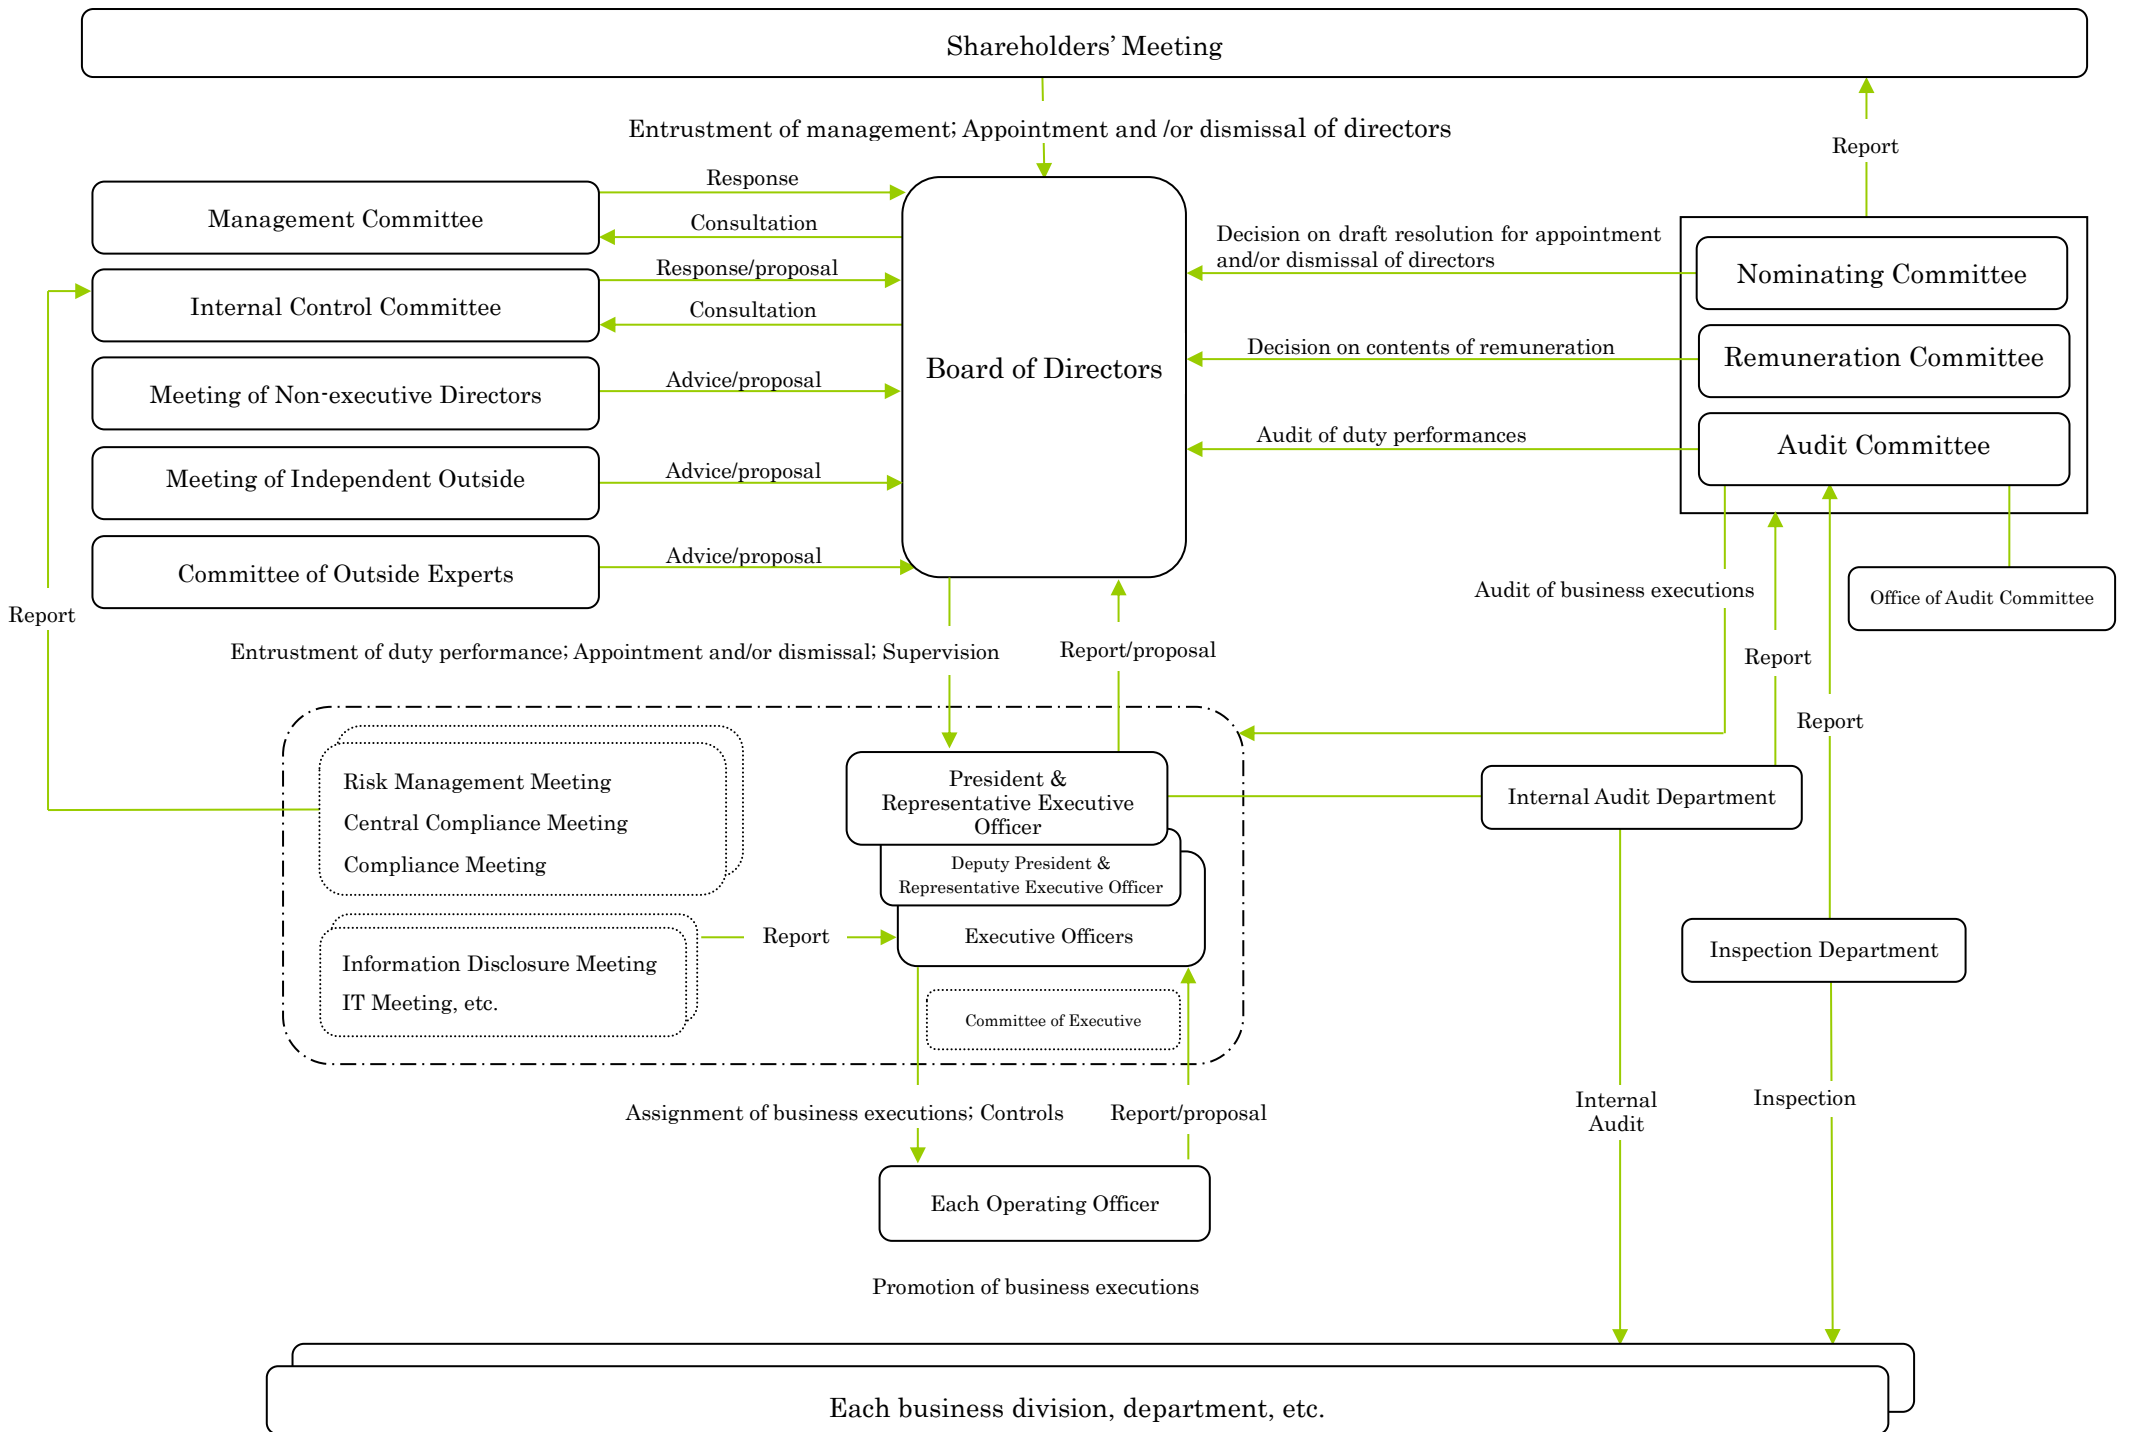 Shareholders’ Meeting
Entrustment of management; Appointment and /or dismissal of directors
Report
Response
Management Committee
Consultation
Decision on draft resolution for appointment
and/or dismissal of directors
Nominating Committee
Response/proposal
Internal Control Committee
Consultation
Board of Directors
Decision on contents of remuneration
Remuneration Committee
Meeting of Non-executive Directors
Advice/proposal
Audit of duty performances
Audit Committee
Meeting of Independent Outside
Advice/proposal
Committee of Outside Experts
Advice/proposal
Audit of business executions
Office of Audit Committee
Report
Entrustment of duty performance; Appointment and/or dismissal; Supervision
Report/proposal
Report
Report
Risk Management Meeting
Central Compliance Meeting
Compliance Meeting
President &
Representative Executive
Officer
Internal Audit Department
Deputy President &
Representative Executive Officer
Information Disclosure Meeting
IT Meeting, etc.
Report
Executive Officers
Inspection Department
Committee of Executive
Assignment of business executions; Controls
Report/proposal
Internal
Audit
Inspection
Each Operating Officer
Promotion of business executions
Each business division, department, etc.